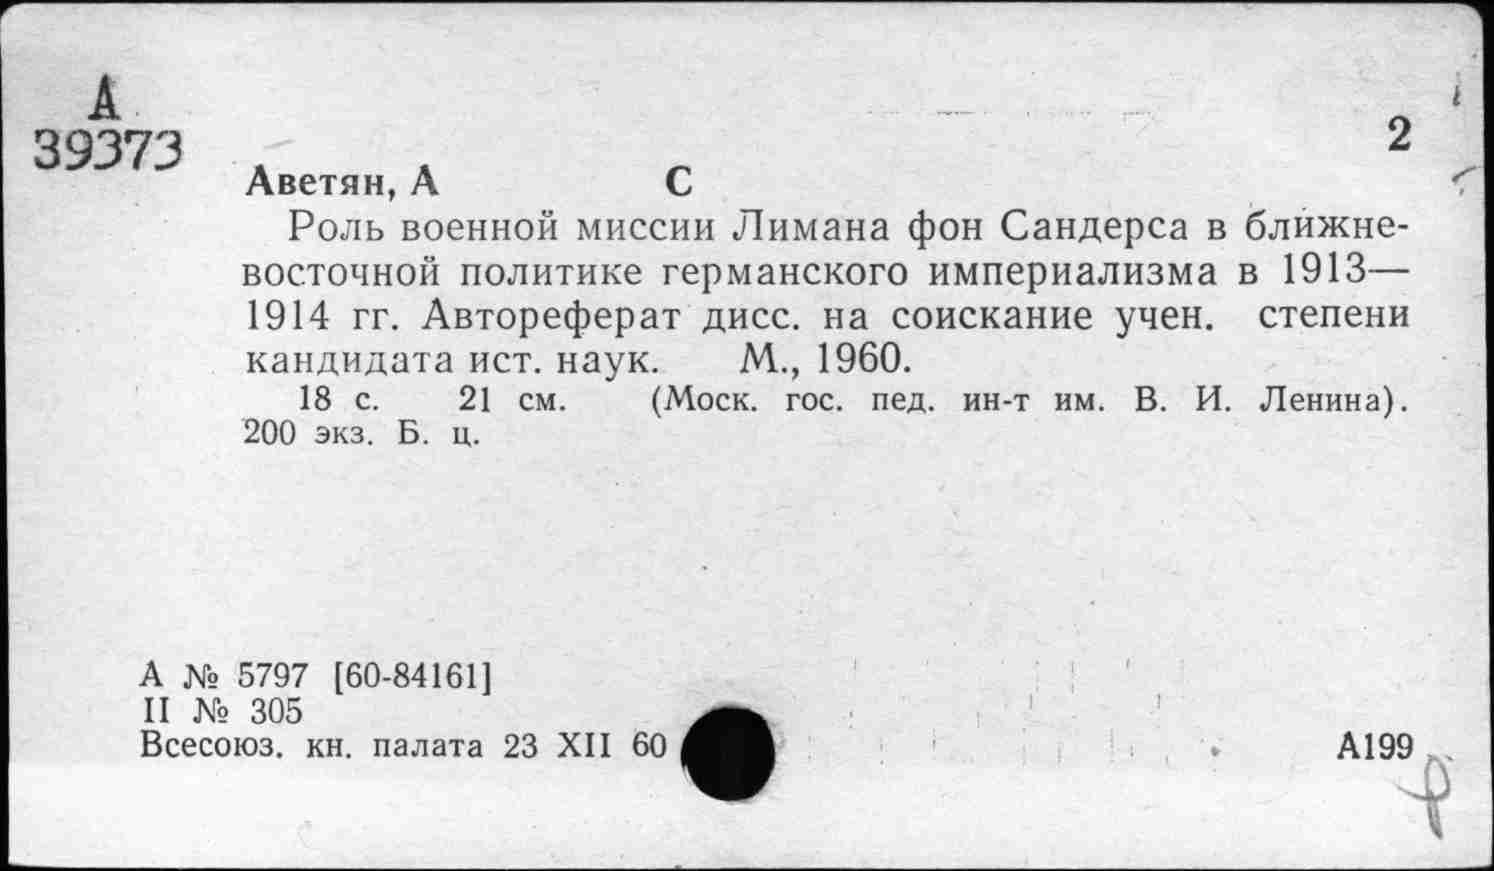 А
39373
2
Аветян, А С
Роль военной миссии Лимана фон Сандерса в ближне-
восточной политике германского империализма в 1913—
1914 гг. Автореферат дисс. на соискание учен. степени
кандидата ист. наук. М., 1960.
18 с. 21 см. (Моск. гос. пед. ин-т им. В. И. Ленина).
200 экз. Б. ц.
А № 5797 [60-84161]
II № 305
Всесоюз. кн. палата 23 XII 60
А199